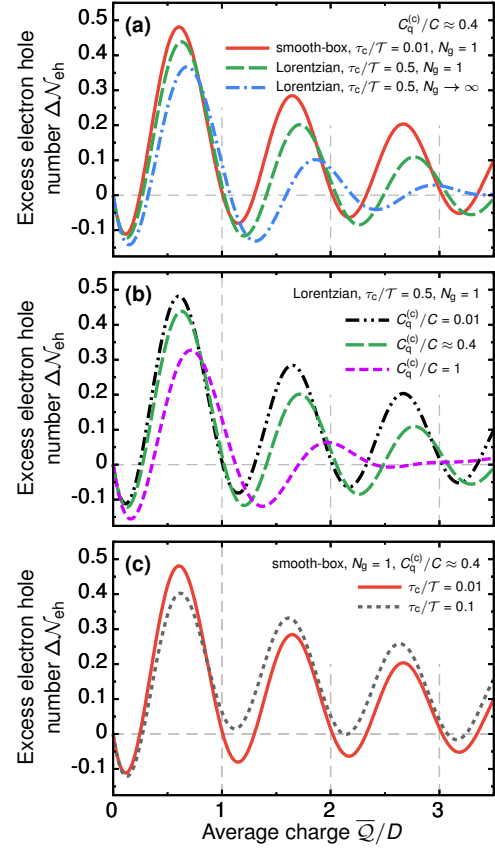 (a)
C_q^(c)/C ≈ 0.4
smooth-box, τ_c/𝒯 = 0.01, N_g = 1
Lorentzian, τ_c/𝒯 = 0.5, N_g = 1
Lorentzian, τ_c/𝒯 = 0.5, N_g → ∞
Excess electron hole
number Δ𝒩_eh
0.5
0.4
0.3
0.2
0.1
0
-0.1
(b)
Lorentzian, τ_c/𝒯 = 0.5, N_g = 1
C_q^(c)/C = 0.01
C_q^(c)/C ≈ 0.4
C_q^(c)/C = 1
Excess electron hole
number Δ𝒩_eh
0.5
0.4
0.3
0.2
0.1
0
-0.1
(c)
smooth-box, N_g = 1, C_q^(c)/C ≈ 0.4
τ_c/𝒯 = 0.01
τ_c/𝒯 = 0.1
Excess electron hole
number Δ𝒩_eh
0.5
0.4
0.3
0.2
0.1
0
-0.1
0 1 2 3
Average charge 𝒬̅/D